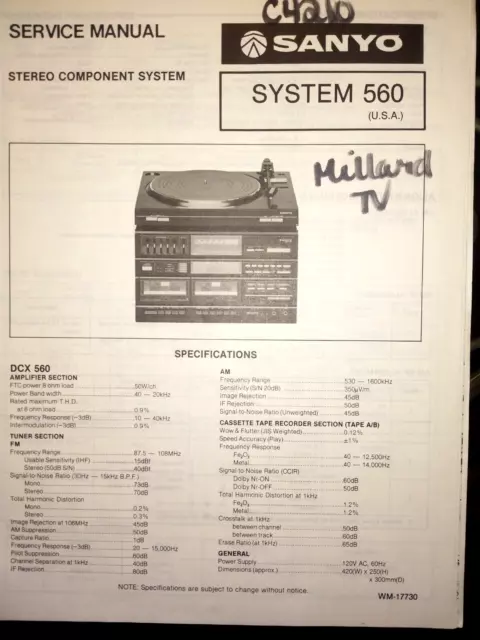 C4210
SERVICE MANUAL
SANYO
STEREO COMPONENT SYSTEM
SYSTEM 560
(U.S.A.)
Millard
TV
SPECIFICATIONS
DCX 560
AMPLIFIER SECTION
FTC power 8 ohm load 50W/ch
Power Band width 40 — 20kHz
Rated maximum T.H.D.
at 8 ohm load 0.9%
Frequency Response (−3dB) 10 — 40kHz
Intermodulation (−3dB) 0.9%
TUNER SECTION
FM
Frequency Range 87.5 — 108MHz
Usable Sensitivity (IHF) 15dBf
Stereo (50dB S/N) 40dBf
Signal-to-Noise Ratio (30Hz — 15kHz B.P.F.)
Mono 73dB
Stereo 70dB
Total Harmonic Distortion
Mono 0.2%
Stereo 0.3%
Image Rejection at 106MHz 45dB
AM Suppression 50dB
Capture Ratio 1dB
Frequency Response (−3dB) 20 — 15,000Hz
Pilot Suppression 60dB
Channel Separation at 1kHz 40dB
IF Rejection 80dB
AM
Frequency Range 530 — 1600kHz
Sensitivity (S/N 20dB) 350μV/m
Image Rejection 45dB
IF Rejection 50dB
Signal-to-Noise Ratio (Unweighted) 45dB
CASSETTE TAPE RECORDER SECTION (TAPE A/B)
Wow & Flutter (JIS Weighted) 0.12%
Speed Accuracy (Play) ±1%
Frequency Response
Fe₂O₃ 40 — 12,500Hz
Metal 40 — 14,000Hz
Signal to Noise Ratio (CCIR)
Dolby NR-ON 60dB
Dolby NR-OFF 50dB
Total Harmonic Distortion at 1kHz
Fe₂O₃ 1.2%
Metal 1.2%
Crosstalk at 1kHz
between channel 50dB
between track 60dB
Erase Ratio (at 1kHz) 65dB
GENERAL
Power Supply 120V AC, 60Hz
Dimensions (approx.) 420(W) x 250(H)
x 300mm(D)
NOTE: Specifications are subject to change without notice.
WM-17730